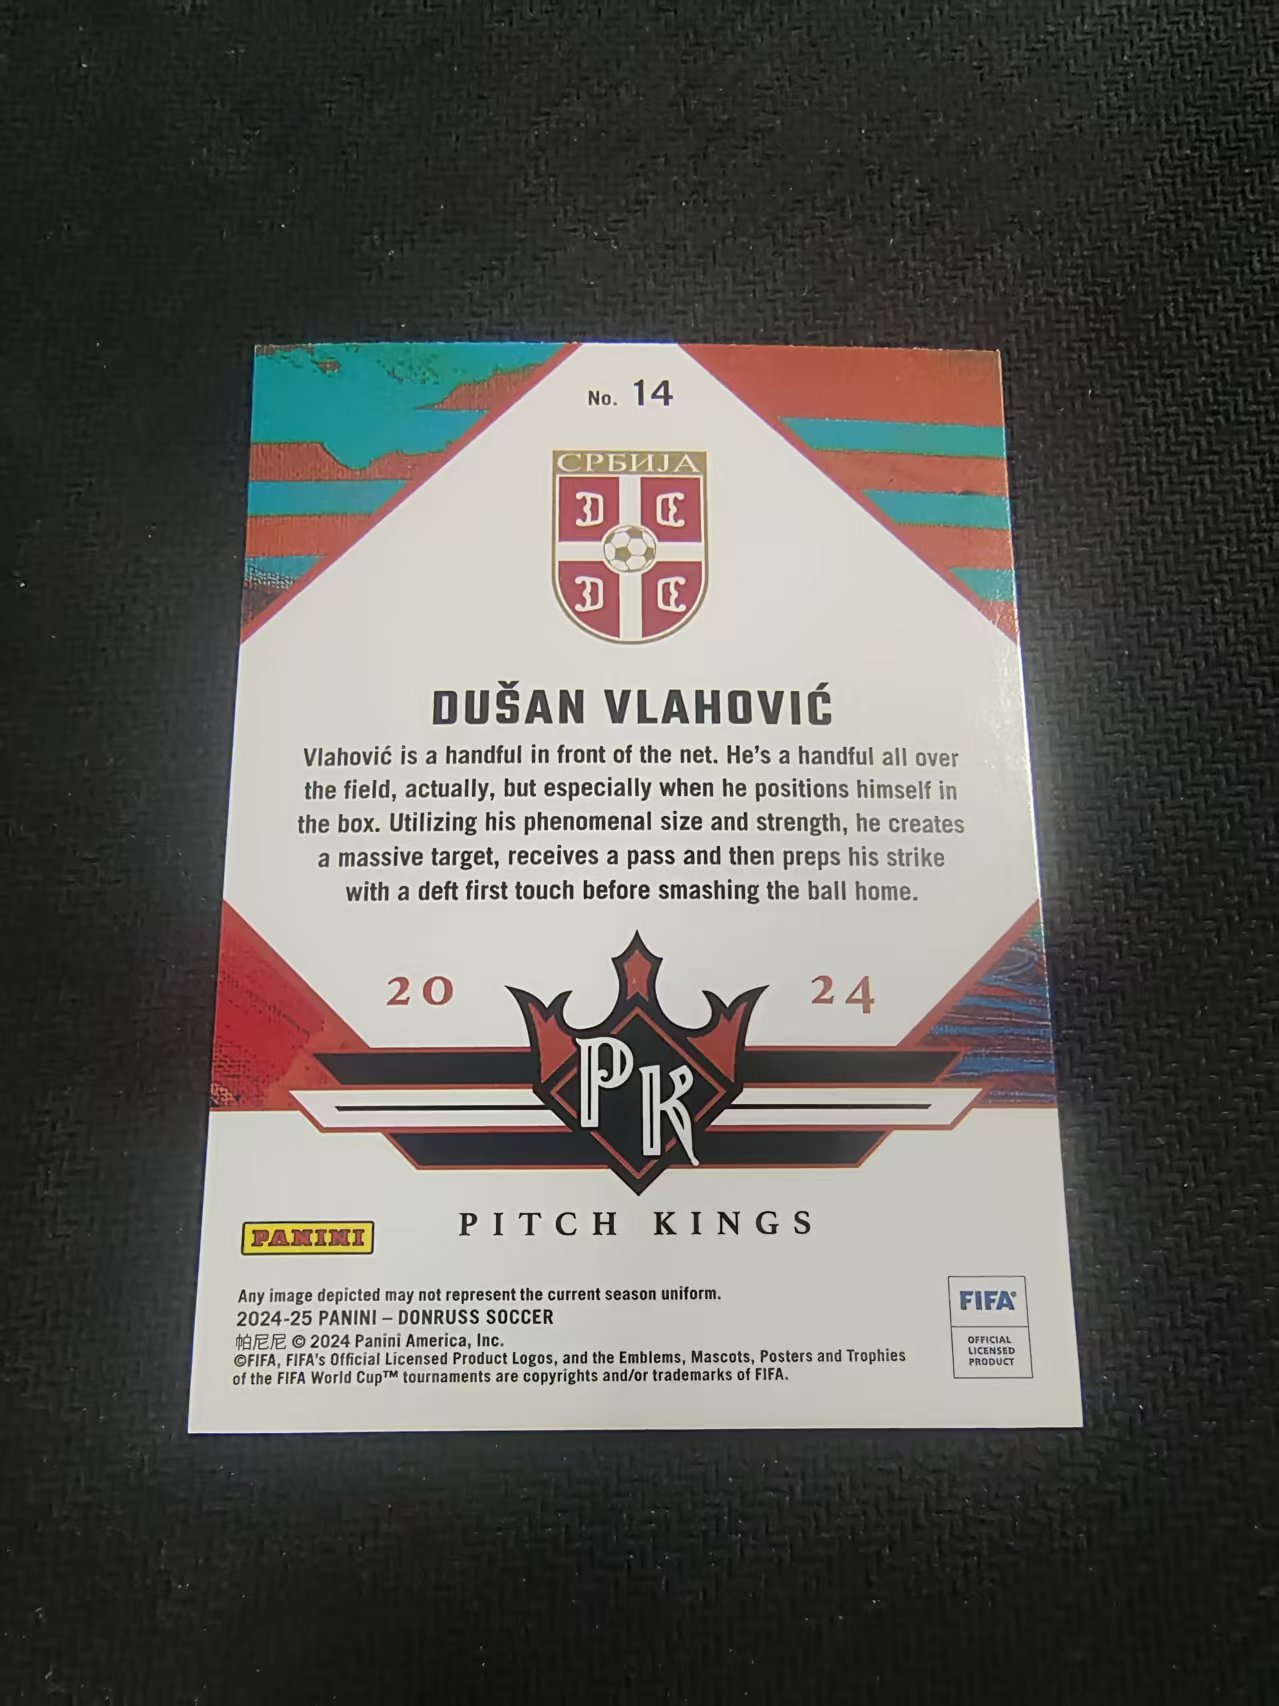 No. 14
СРБИЈА
DUŠAN VLAHOVIĆ
Vlahović is a handful in front of the net. He's a handful all over
the field, actually, but especially when he positions himself in
the box. Utilizing his phenomenal size and strength, he creates
a massive target, receives a pass and then preps his strike
with a deft first touch before smashing the ball home.
20 24
PK
PITCH KINGS
PANINI
Any image depicted may not represent the current season uniform.
2024-25 PANINI – DONRUSS SOCCER
帕尼尼 © 2024 Panini America, Inc.
©FIFA, FIFA's Official Licensed Product Logos, and the Emblems, Mascots, Posters and Trophies
of the FIFA World Cup™ tournaments are copyrights and/or trademarks of FIFA.
FIFA®
OFFICIAL
LICENSED
PRODUCT